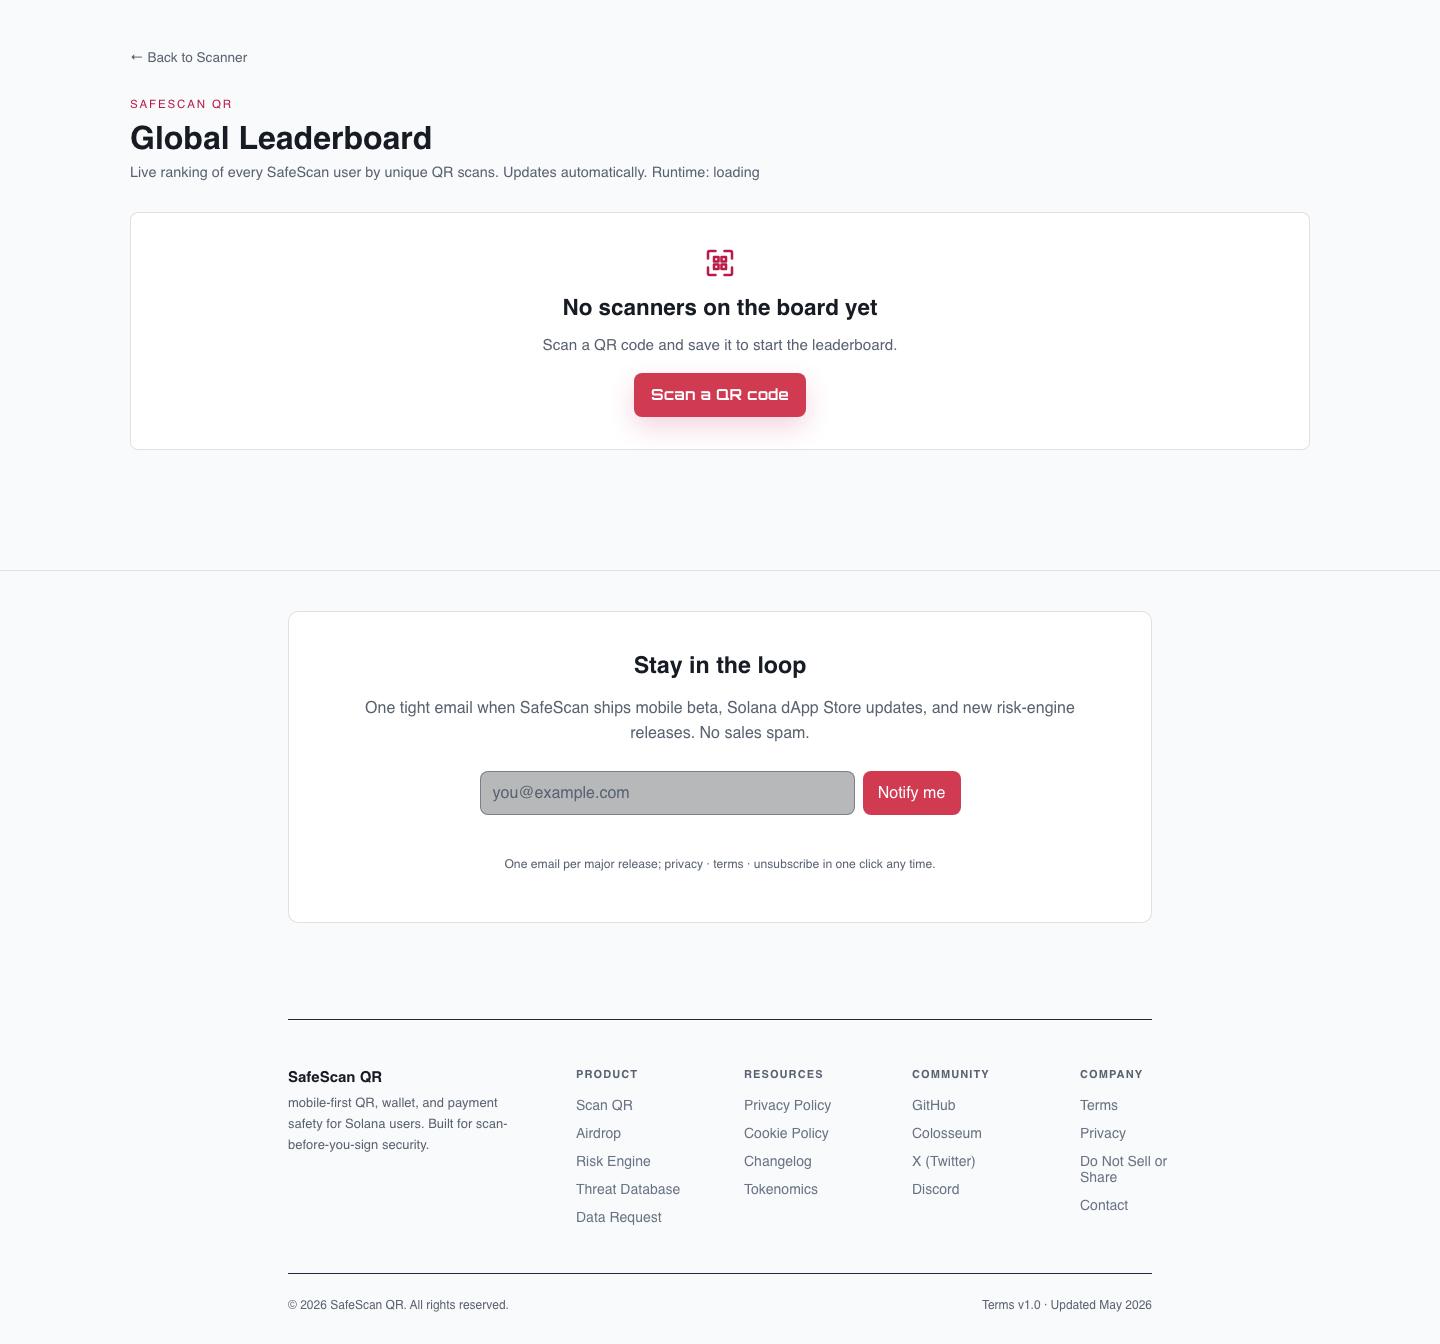 ← Back to Scanner
SAFESCAN QR
Global Leaderboard
Live ranking of every SafeScan user by unique QR scans. Updates automatically. Runtime: loading
No scanners on the board yet
Scan a QR code and save it to start the leaderboard.
Scan a QR code
Stay in the loop
One tight email when SafeScan ships mobile beta, Solana dApp Store updates, and new risk-engine
releases. No sales spam.
you@example.com
Notify me
One email per major release; privacy · terms · unsubscribe in one click any time.
SafeScan QR
mobile-first QR, wallet, and payment
safety for Solana users. Built for scan-
before-you-sign security.
PRODUCT
Scan QR
Airdrop
Risk Engine
Threat Database
Data Request
RESOURCES
Privacy Policy
Cookie Policy
Changelog
Tokenomics
COMMUNITY
GitHub
Colosseum
X (Twitter)
Discord
COMPANY
Terms
Privacy
Do Not Sell or
Share
Contact
© 2026 SafeScan QR. All rights reserved.
Terms v1.0 · Updated May 2026